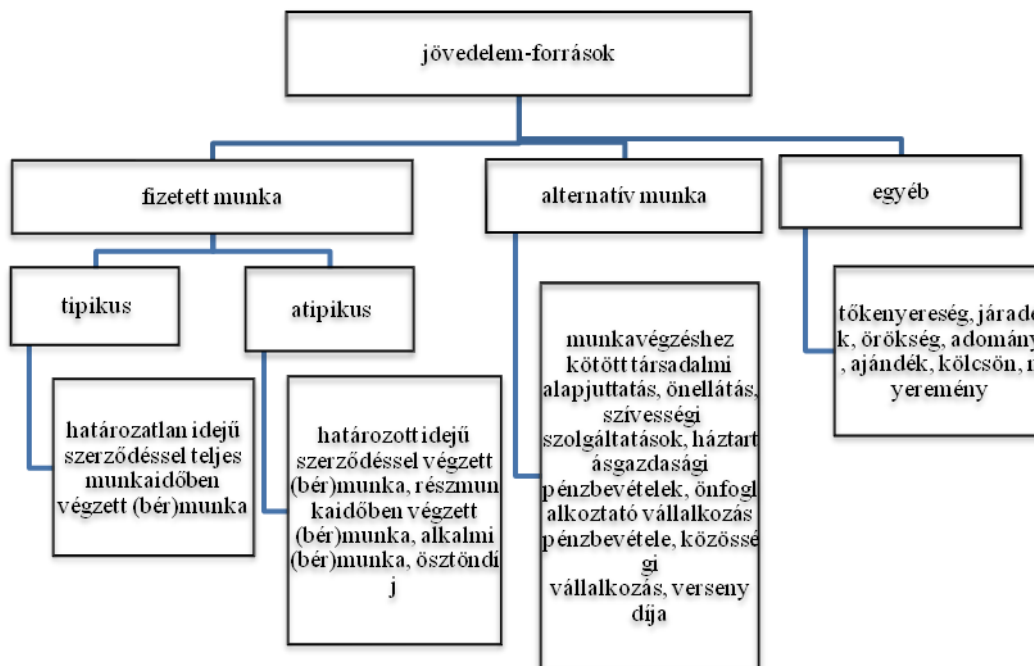 jövedelem-források
fizetett munka
alternatív munka
egyéb
tipikus
atipikus
határozatlan idejű
szerződéssel teljes
munkaidőben
végzett (bér)munka
határozott idejű
szerződéssel végzett
(bér)munka, részmun
kaidőben végzett
(bér)munka, alkalmi
(bér)munka, ösztöndí
j
munkavégzéshez
kötött társadalmi
alapjuttatás, önellátás,
szívességi
szolgáltatások, háztart
ásgazdasági
pénzbevételek, önfogl
alkoztató vállalkozás
pénzbevétele, közössé
gi
vállalkozás, verseny
díja
tőkenyereség, járadé
k, örökség, adomány
, ajándék, kölcsön, n
yeremény